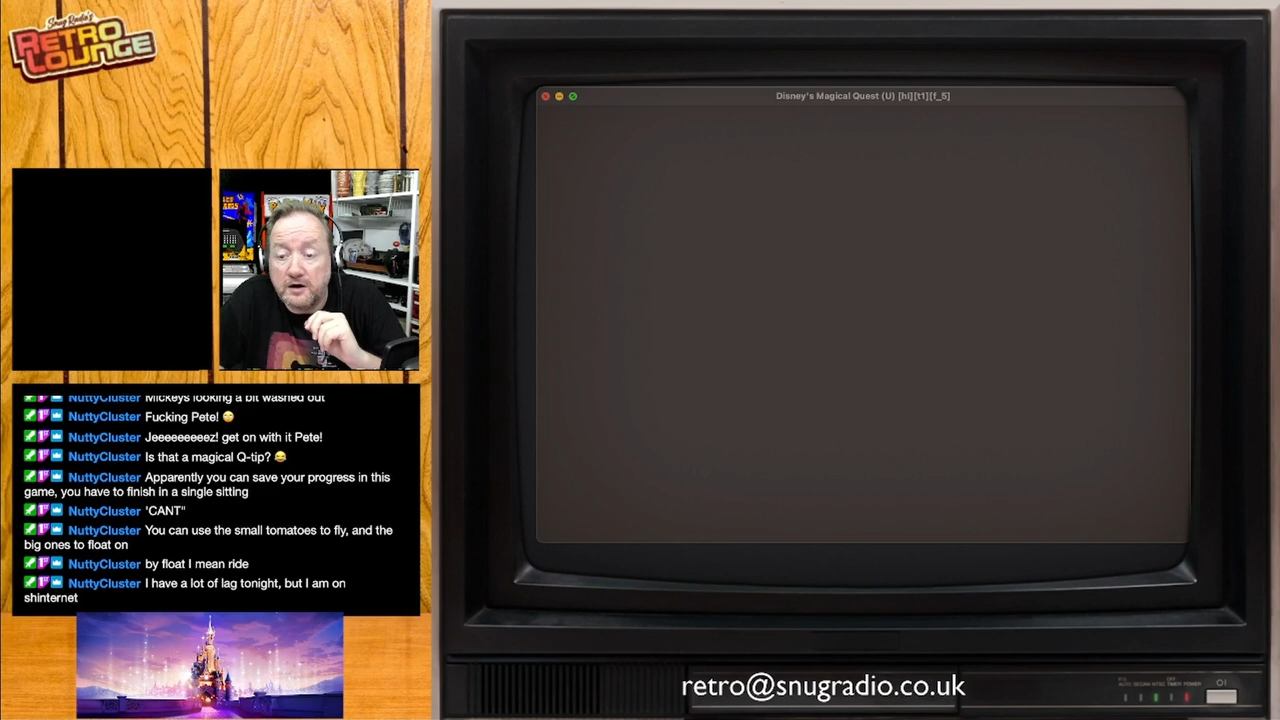 Snug Radio's
RETRO
LOUNGE
Disney's Magical Quest (U) [hI][t1][f_5]
NuttyCluster Mickeys looking a bit washed out
NuttyCluster Fucking Pete!
NuttyCluster Jeeeeeeeeez! get on with it Pete!
NuttyCluster Is that a magical Q-tip? 😂
NuttyCluster Apparently you can save your progress in this
game, you have to finish in a single sitting
NuttyCluster 'CANT"
NuttyCluster You can use the small tomatoes to fly, and the
big ones to float on
NuttyCluster by float I mean ride
NuttyCluster I have a lot of lag tonight, but I am on
shinternet
retro@snugradio.co.uk